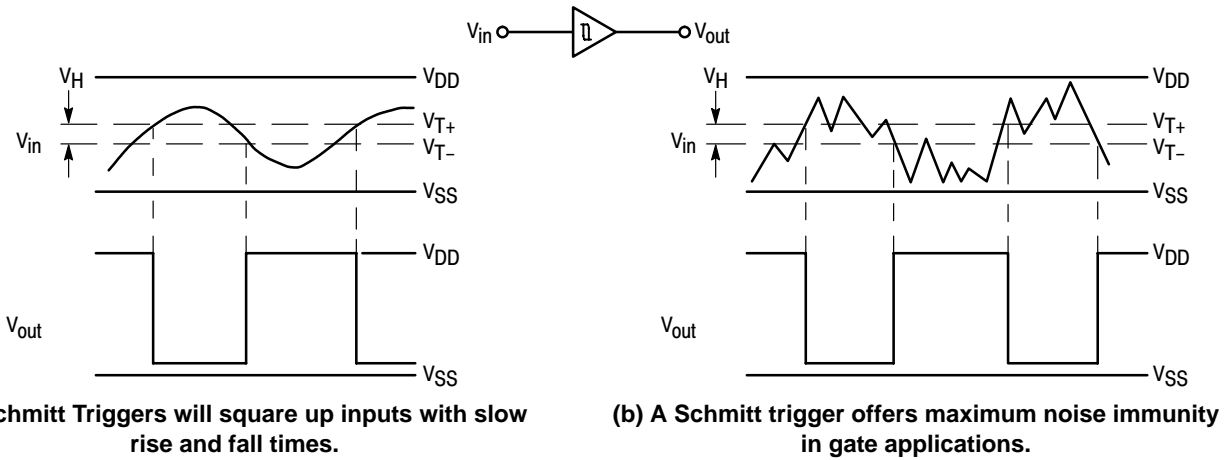 Vin Vout
VH VDD
VT+
Vin VT−
VSS
VDD
Vout
VSS
chmitt Triggers will square up inputs with slow
rise and fall times.
VH VDD
VT+
Vin VT−
VSS
VDD
Vout
VSS
(b) A Schmitt trigger offers maximum noise immunity
in gate applications.